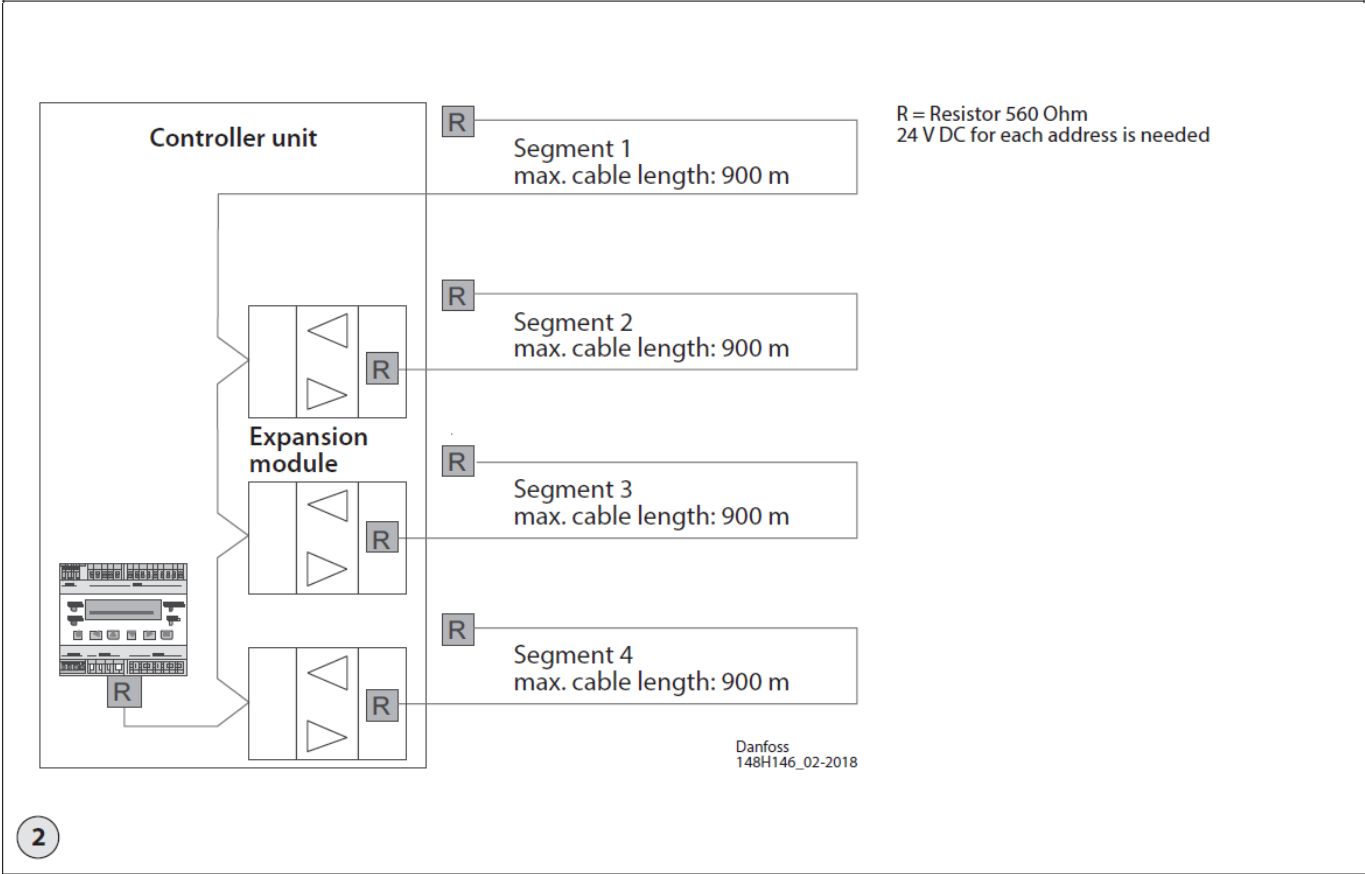 Controller unit
R
Segment 1
max. cable length: 900 m
R = Resistor 560 Ohm
24 V DC for each address is needed
R
Segment 2
max. cable length: 900 m
R
Expansion
module
R
Segment 3
max. cable length: 900 m
R
R
Segment 4
max. cable length: 900 m
R
R
Danfoss
148H146_02-2018
2